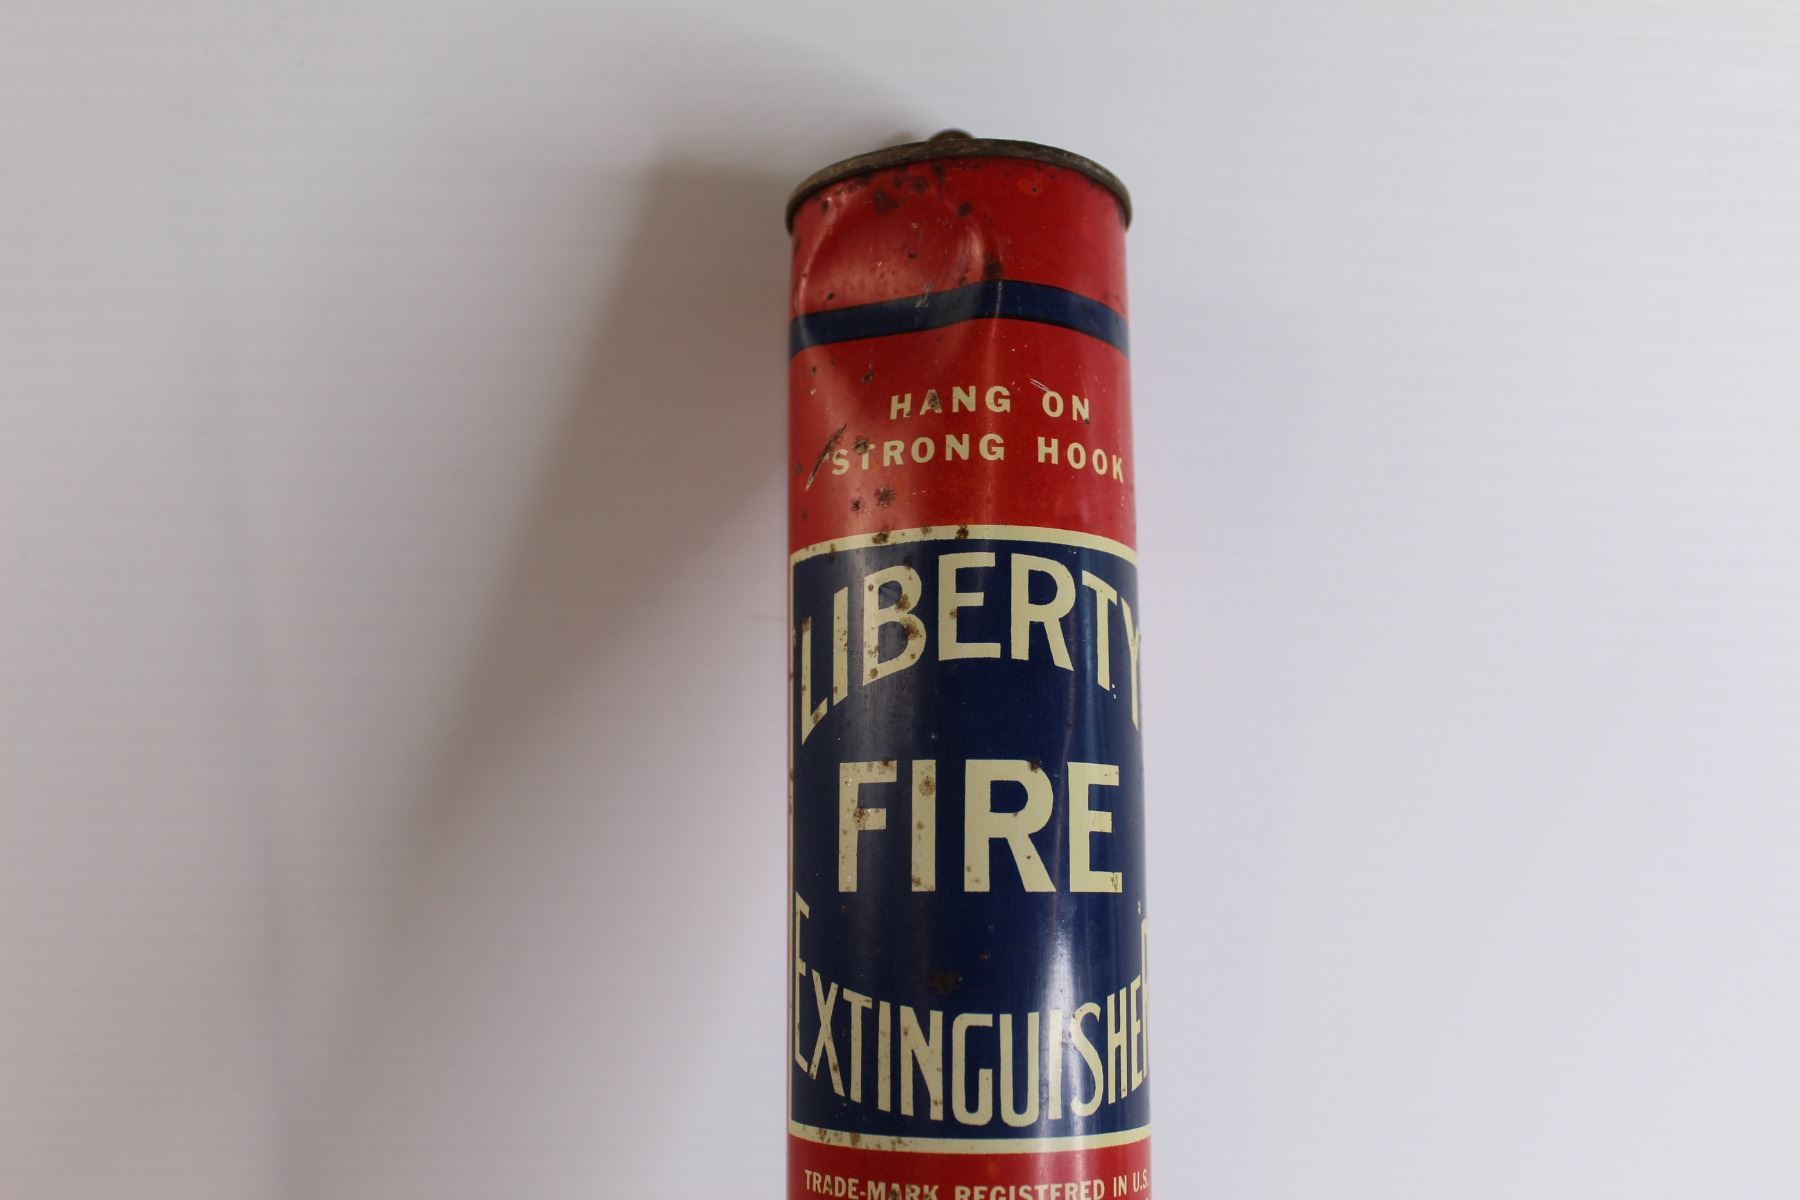 HANG ON
STRONG HOOK
"LIBERTY
FIRE
EXTINGUISHER
TRADE-MARK REGISTERED IN U.S.